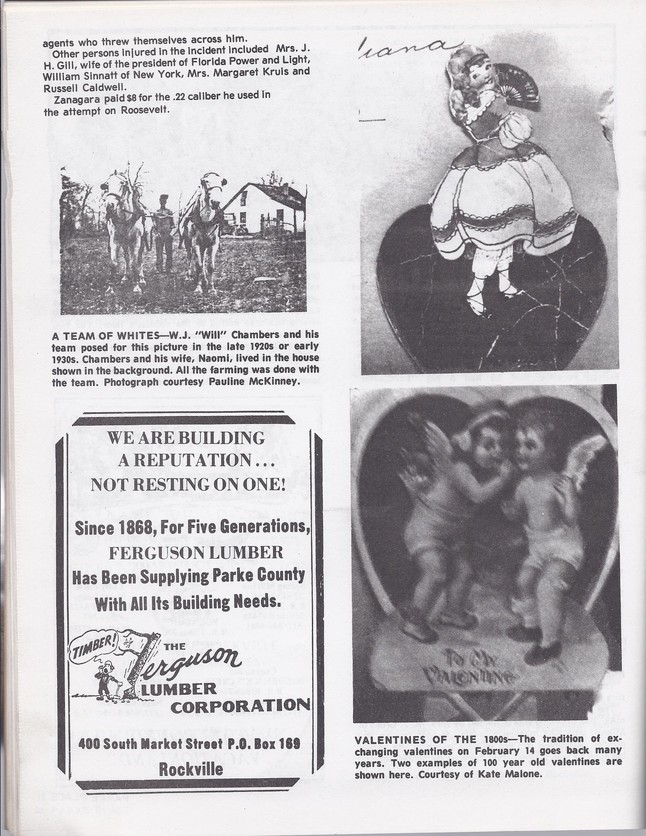 agents who threw themselves across him.
Other persons injured in the incident included Mrs. J.
H. Gill, wife of the president of Florida Power and Light,
William Sinnatt of New York, Mrs. Margaret Kruis and
Russell Caldwell.
Zanagara paid $8 for the .22 caliber he used in
the attempt on Roosevelt.
A TEAM OF WHITES—W.J. "Will" Chambers and his
team posed for this picture in the late 1920s or early
1930s. Chambers and his wife, Naomi, lived in the house
shown in the background. All the farming was done with
the team. Photograph courtesy Pauline McKinney.
WE ARE BUILDING
A REPUTATION...
NOT RESTING ON ONE!
Since 1868, For Five Generations,
FERGUSON LUMBER
Has Been Supplying Parke County
With All Its Building Needs.
TIMBER!
THE
Ferguson
LUMBER
CORPORATION
400 South Market Street P.O. Box 169
Rockville
To My
Valentine
VALENTINES OF THE 1800s—The tradition of ex-
changing valentines on February 14 goes back many
years. Two examples of 100 year old valentines are
shown here. Courtesy of Kate Malone.